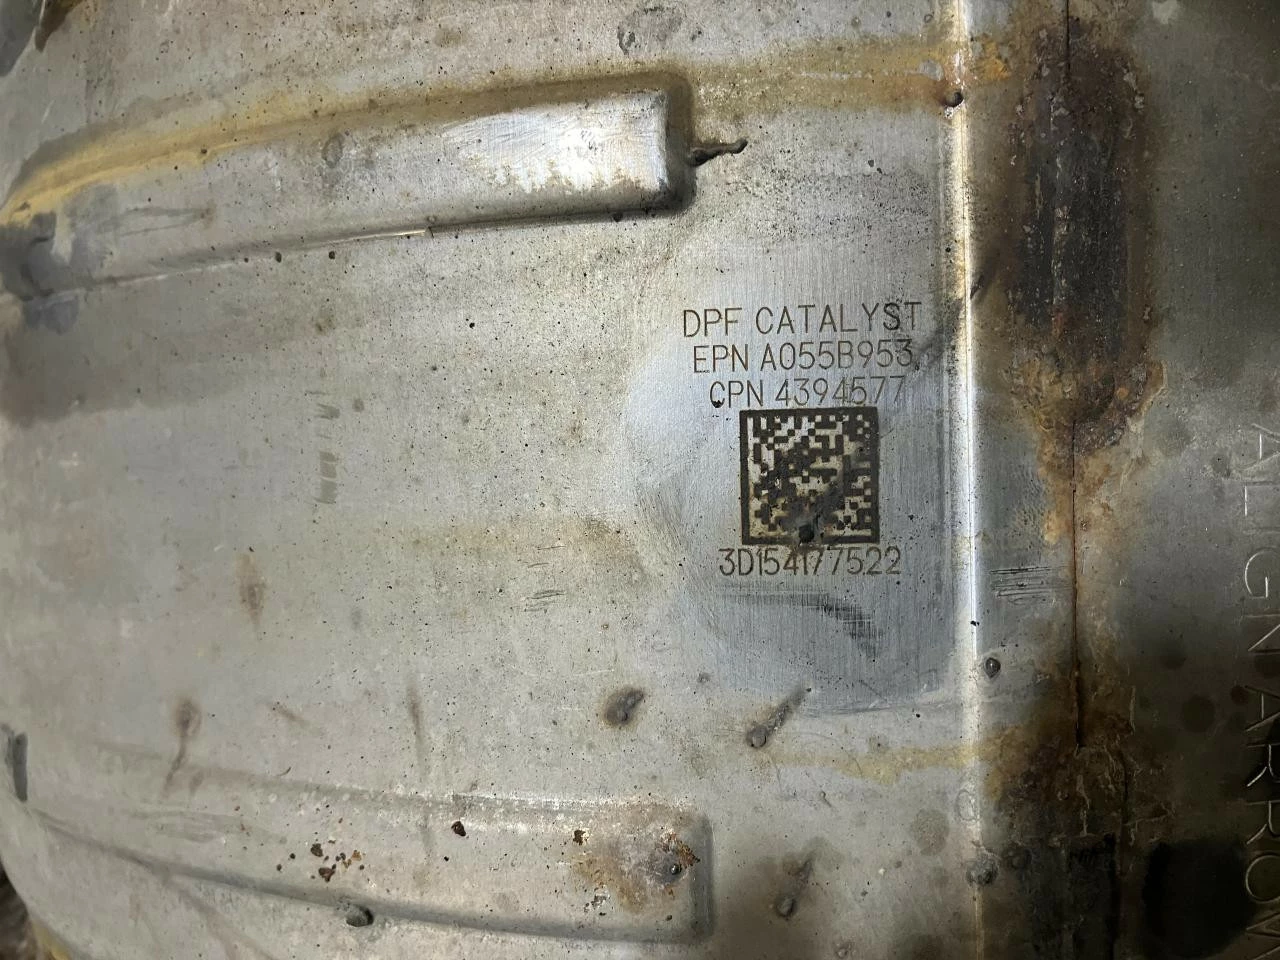 DPF CATALYST
EPN A055B953
CPN 4394577
3D154177522
ALIGN ARROW